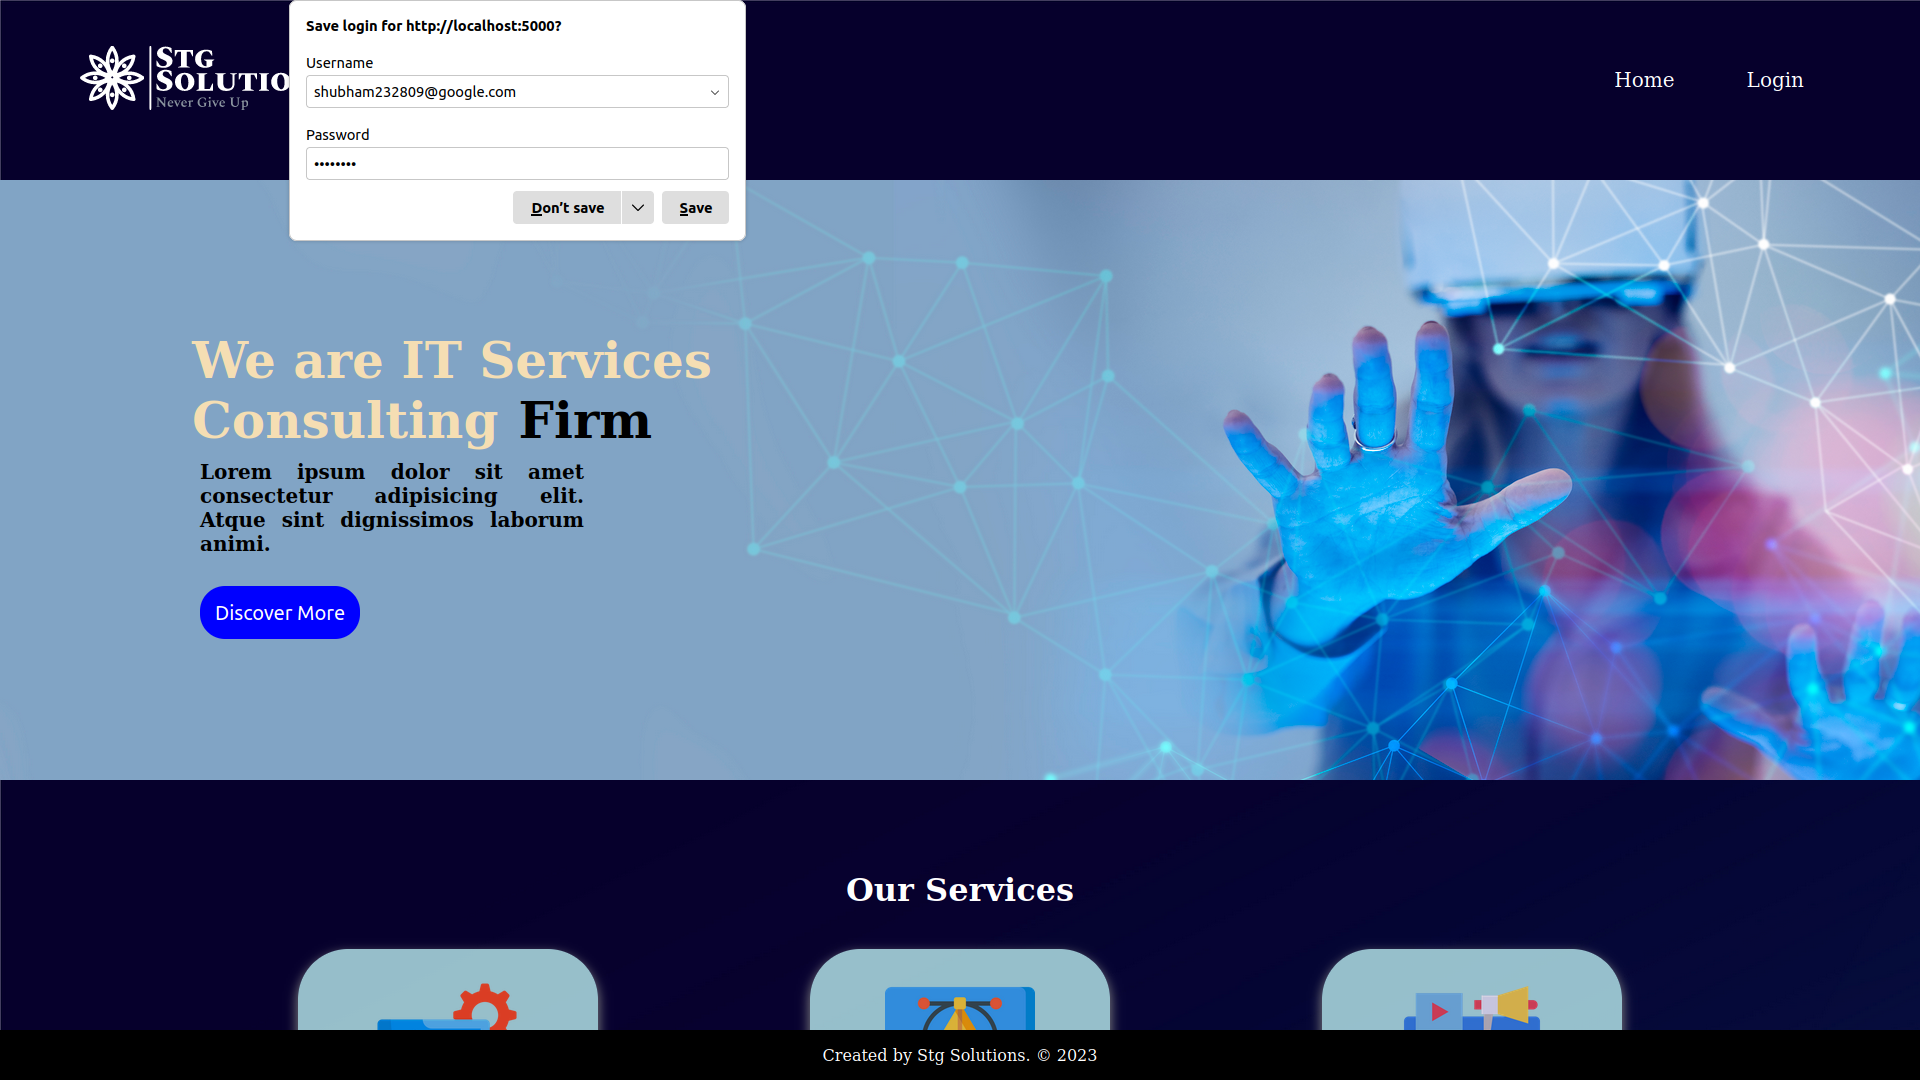 Save login for http://localhost:5000?
Username
shubham232809@google.com
Password
••••••••
Don't save
Save
STG
SOLUTIO
Never Give Up
Home
Login
We are IT Services
Consulting Firm
Lorem ipsum dolor sit amet
consectetur adipisicing elit.
Atque sint dignissimos laborum
animi.
Discover More
Our Services
Created by Stg Solutions. © 2023